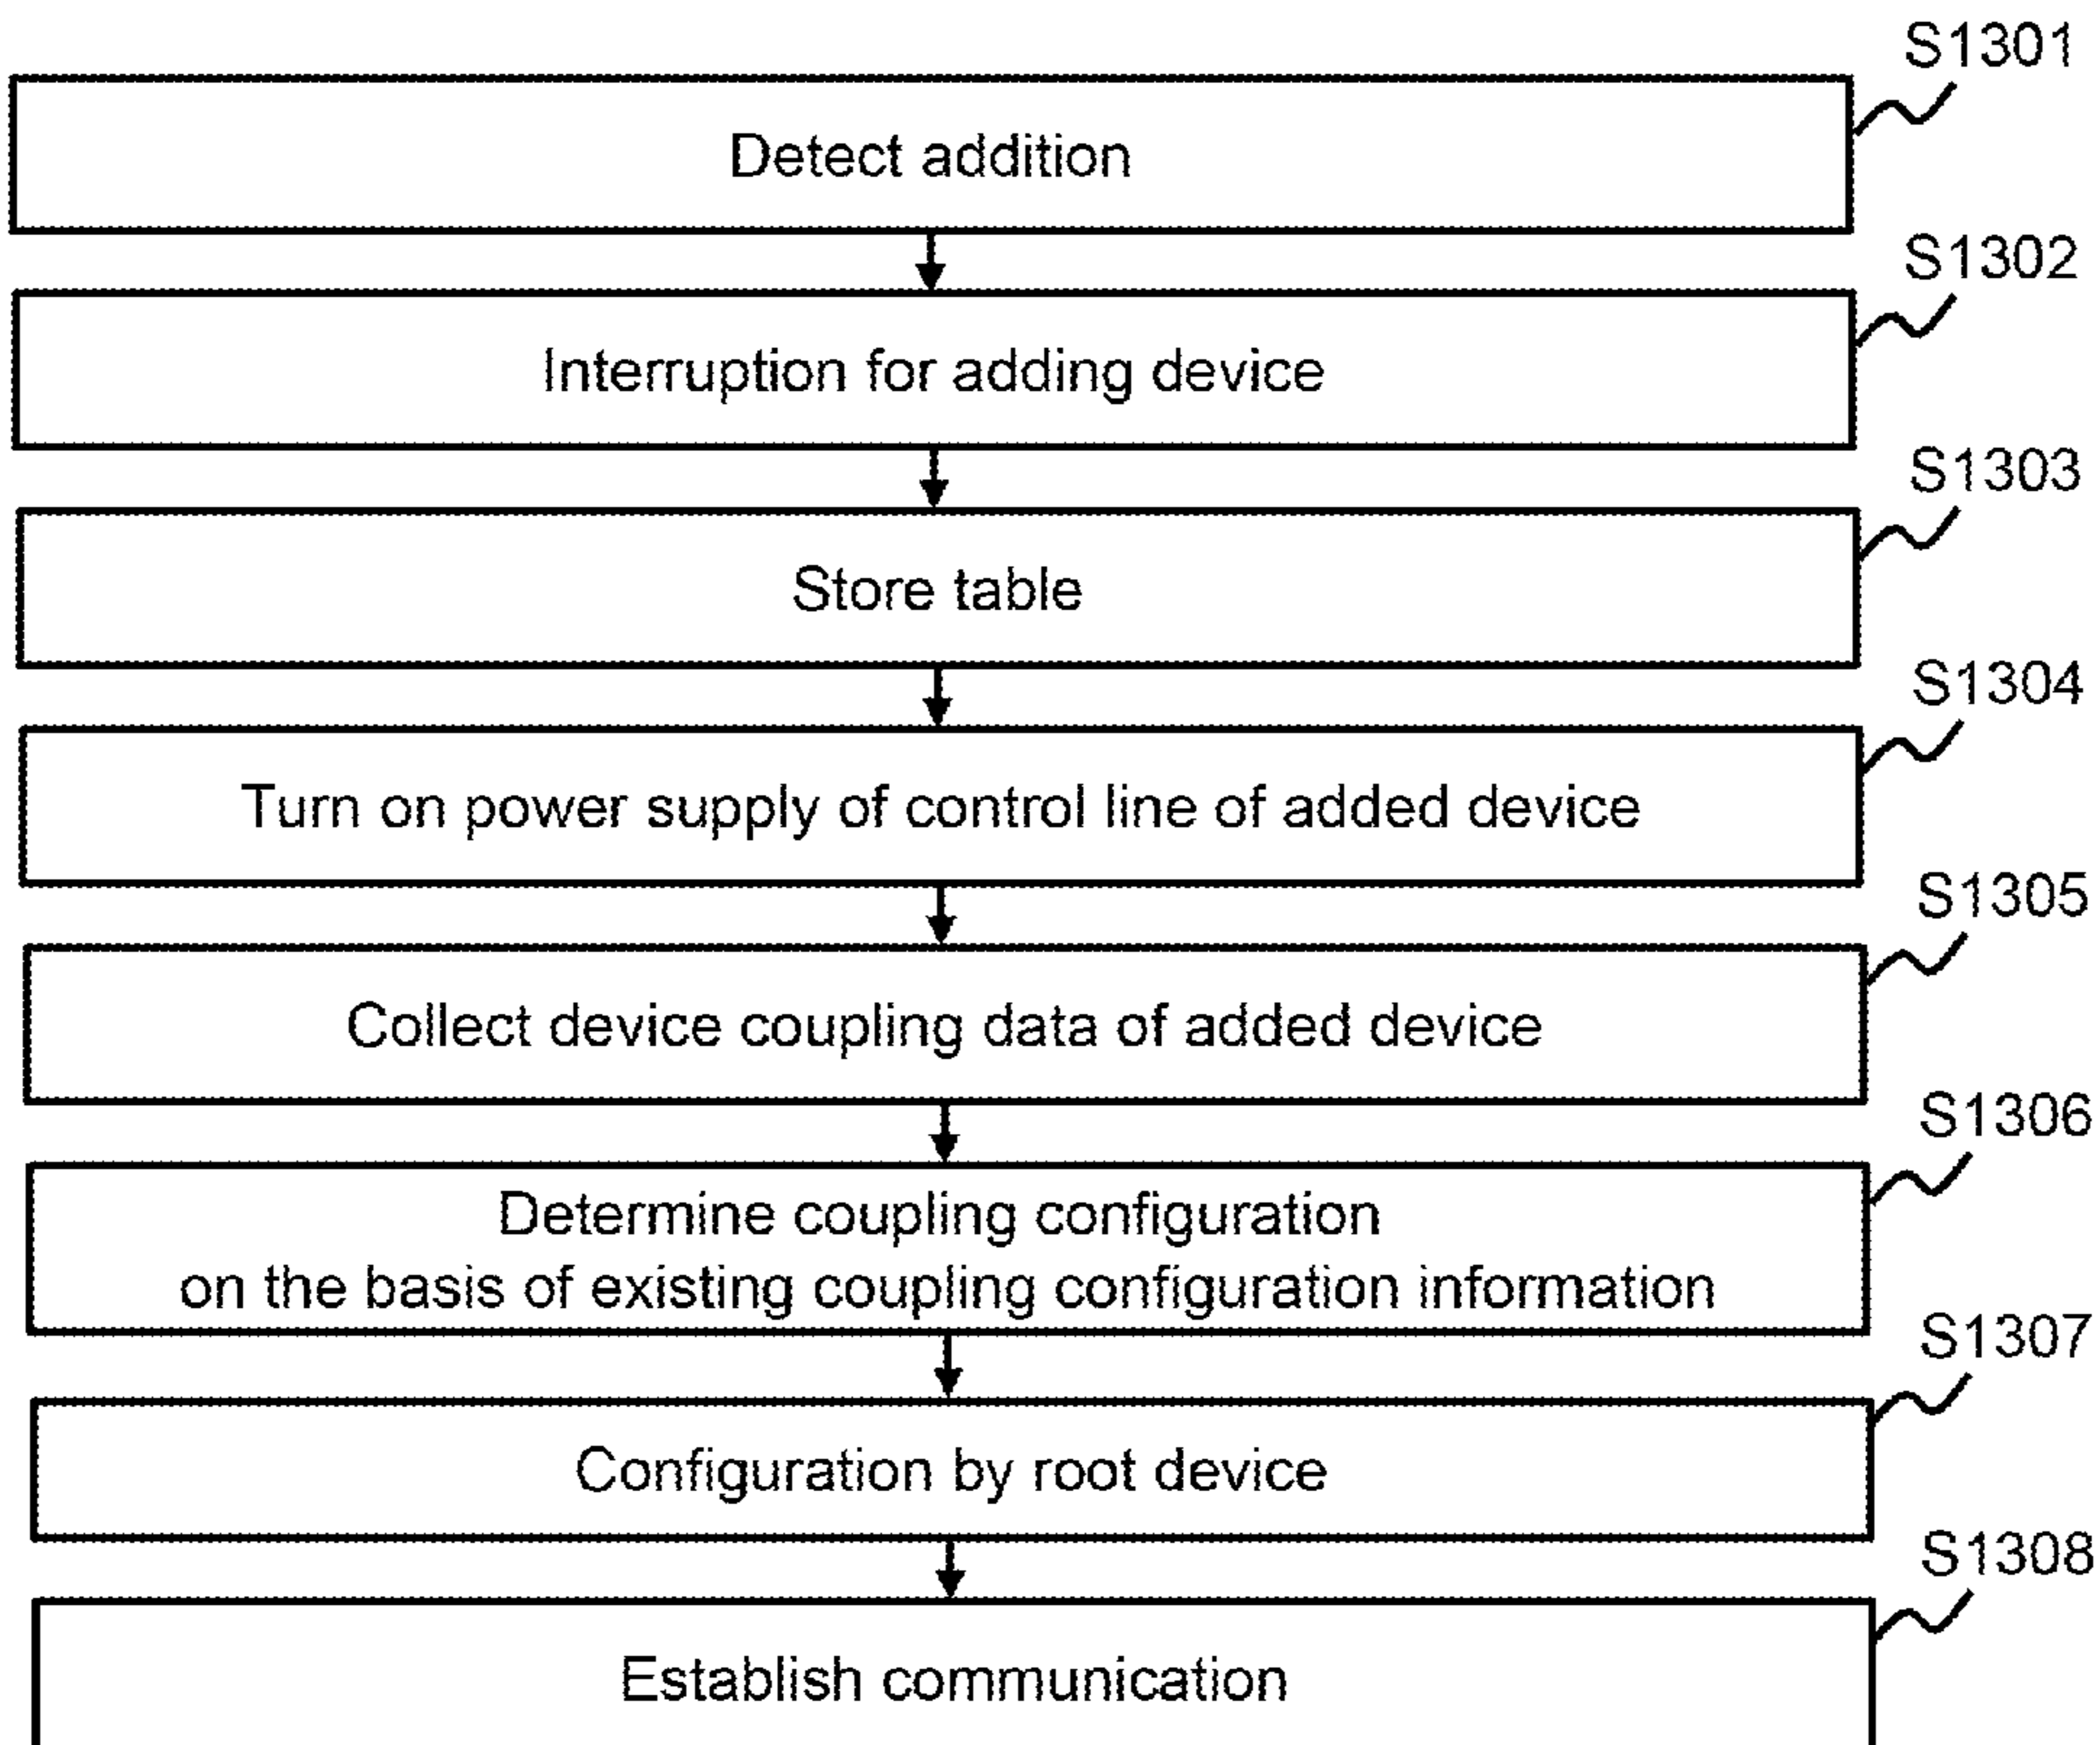 S1301
Detect addition
S1302
Interruption for adding device
S1303
Store table
S1304
Turn on power supply of control line of added device
S1305
Collect device coupling data of added device
S1306
Determine coupling configuration
on the basis of existing coupling configuration information
S1307
Configuration by root device
S1308
Establish communication